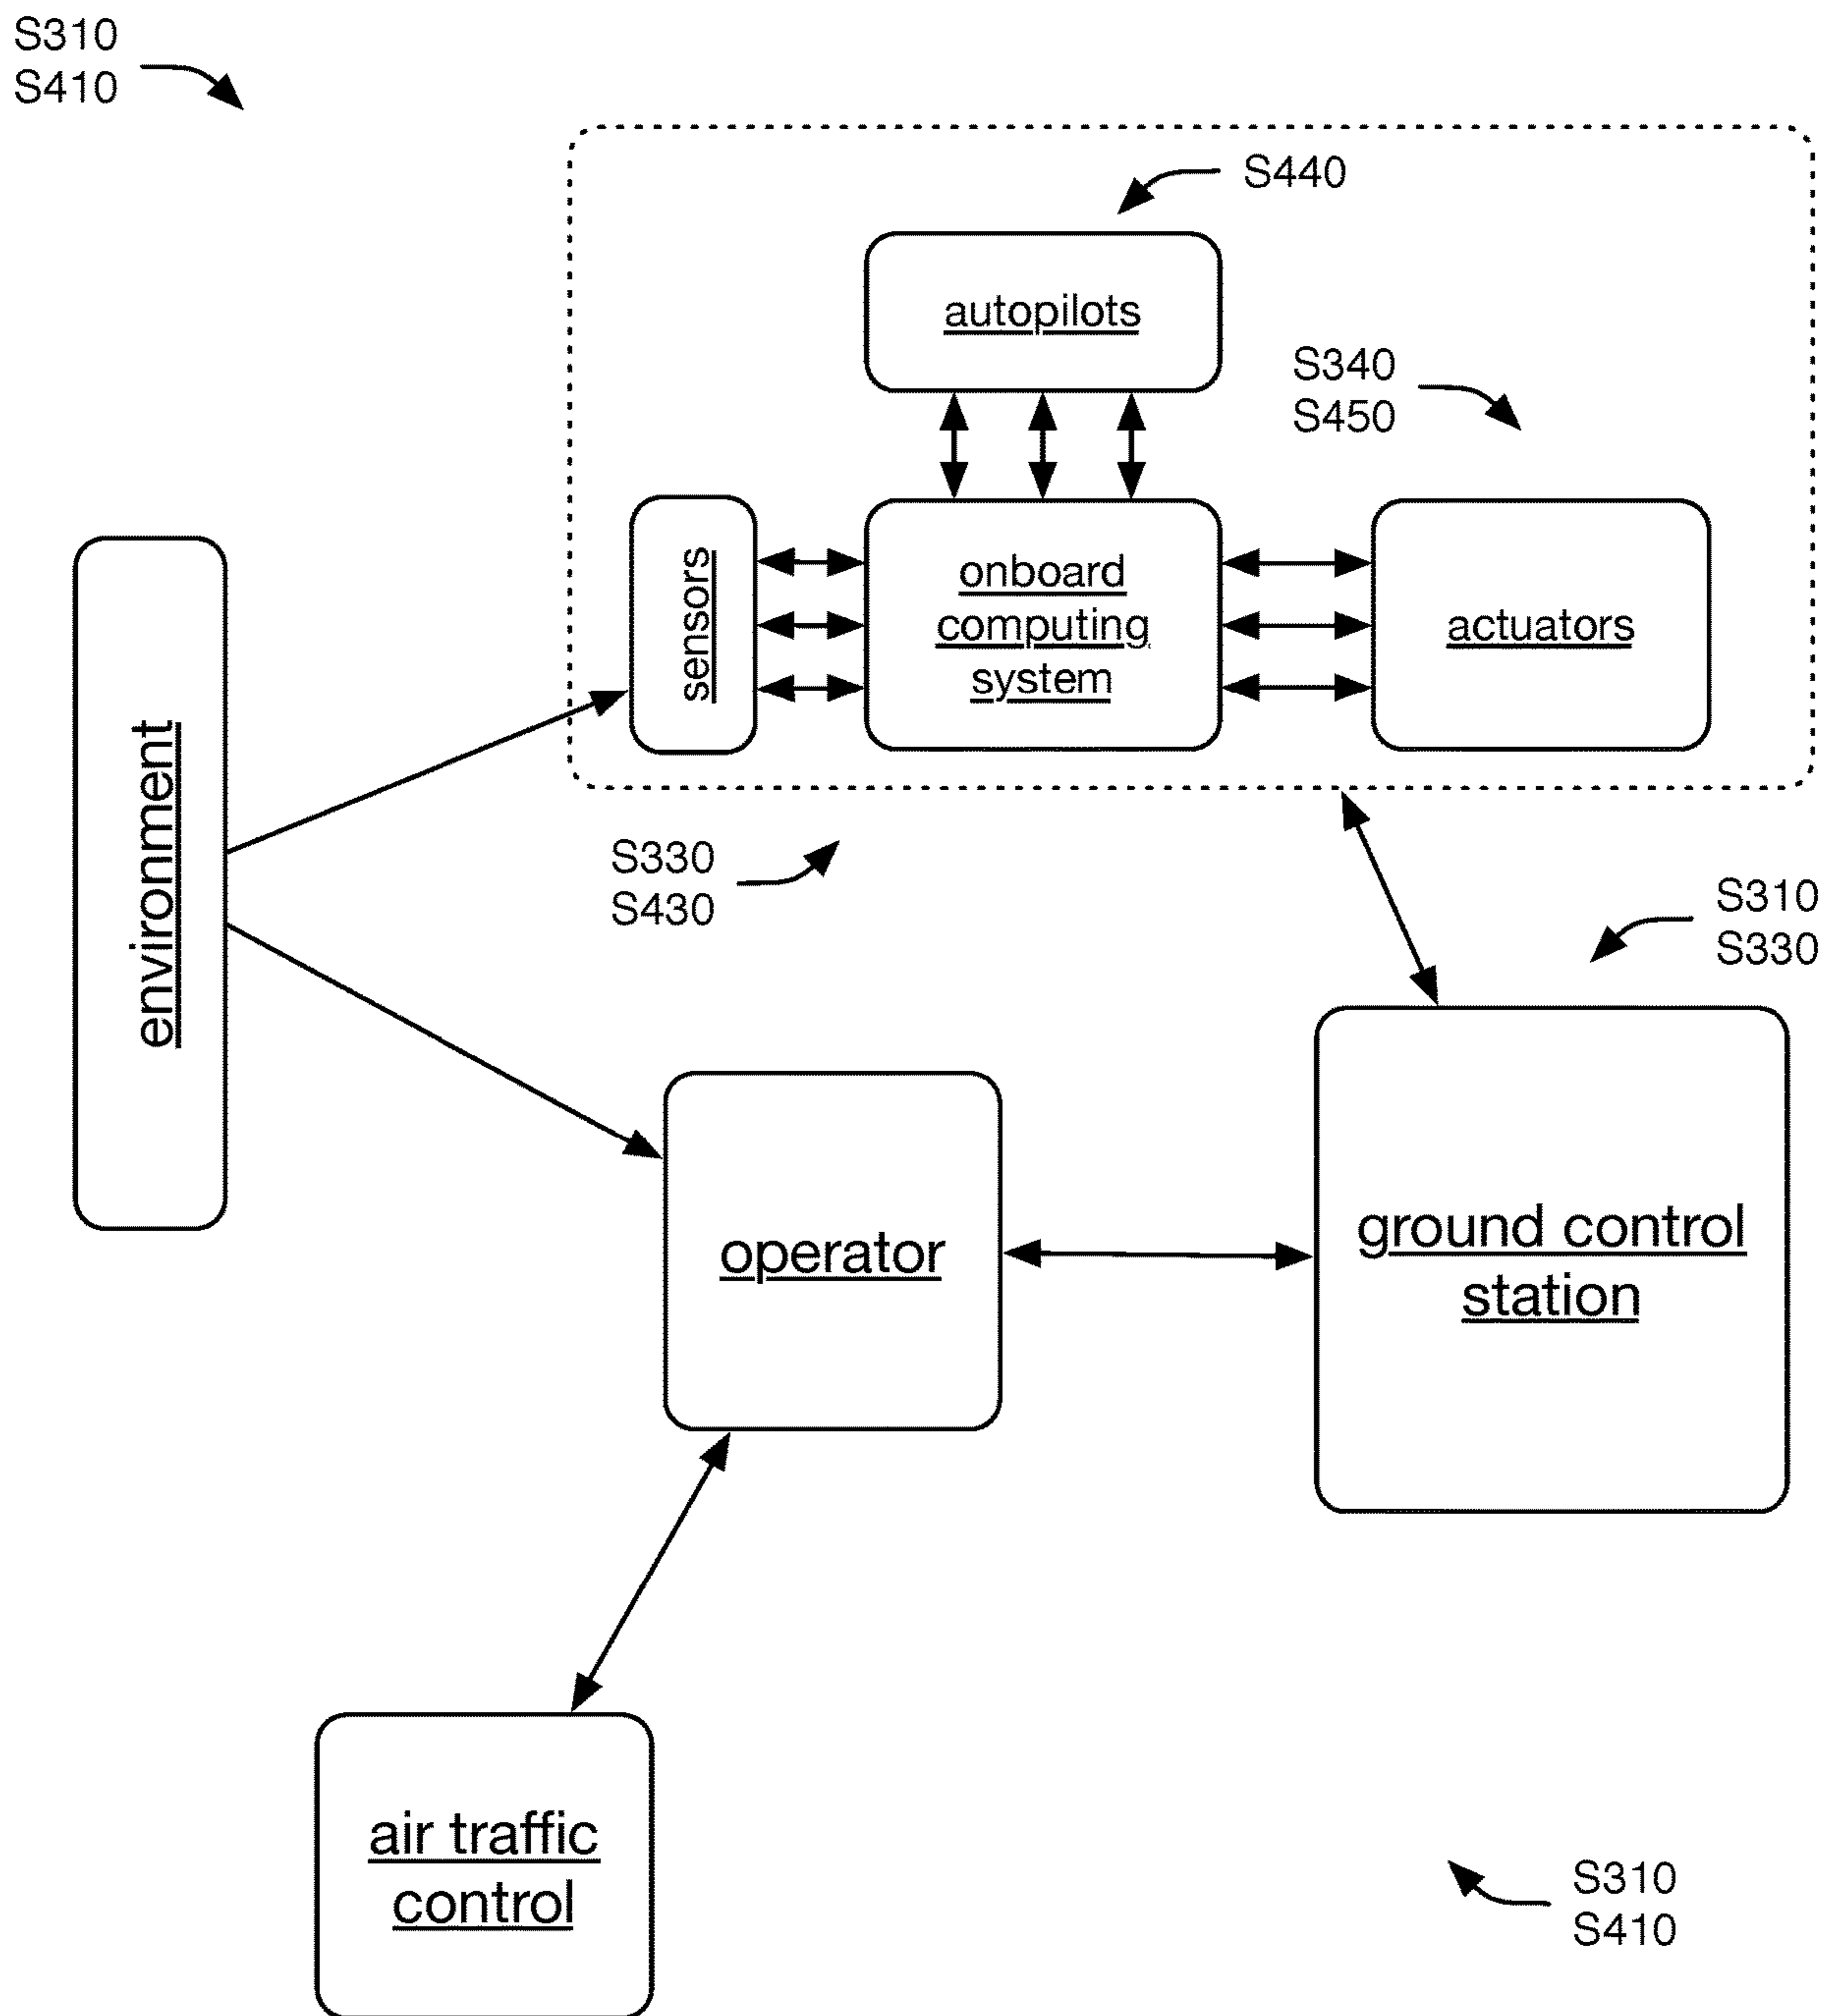 S310
S410
S440
autopilots
S340
S450
sensors
onboard
computing
system
actuators
environment
S330
S430
S310
S330
operator
ground control
station
air traffic
control
S310
S410